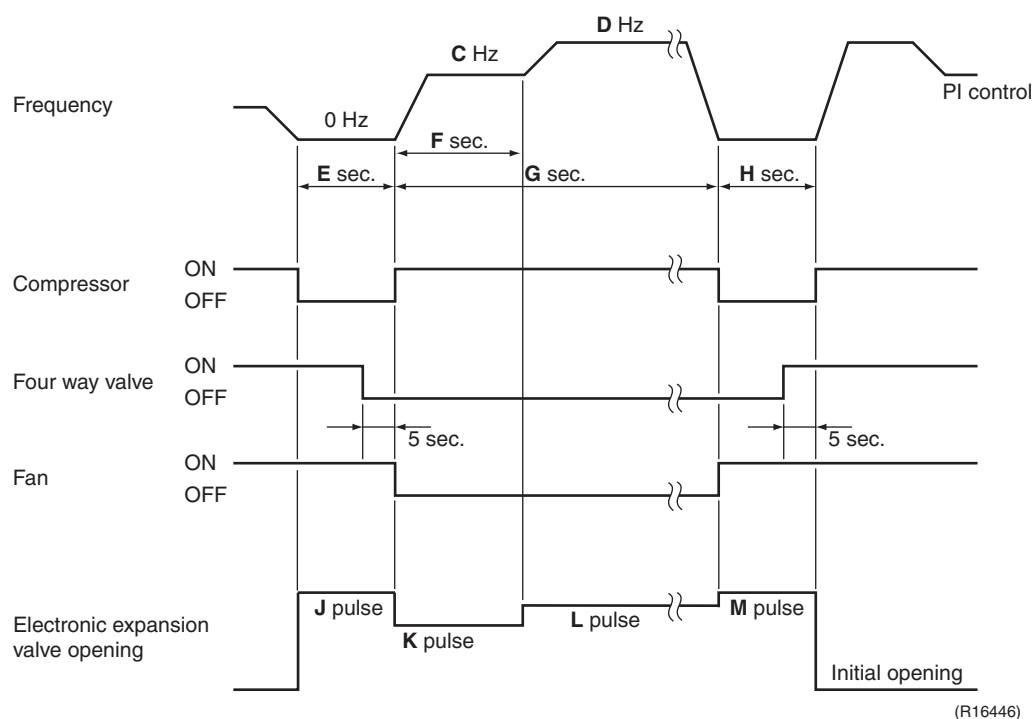 D Hz
C Hz
PI control
Frequency
0 Hz
F sec.
E sec.
G sec.
H sec.
ON
Compressor
OFF
ON
Four way valve
OFF
5 sec.
5 sec.
ON
Fan
OFF
J pulse
M pulse
L pulse
K pulse
Electronic expansion
valve opening
Initial opening
(R16446)